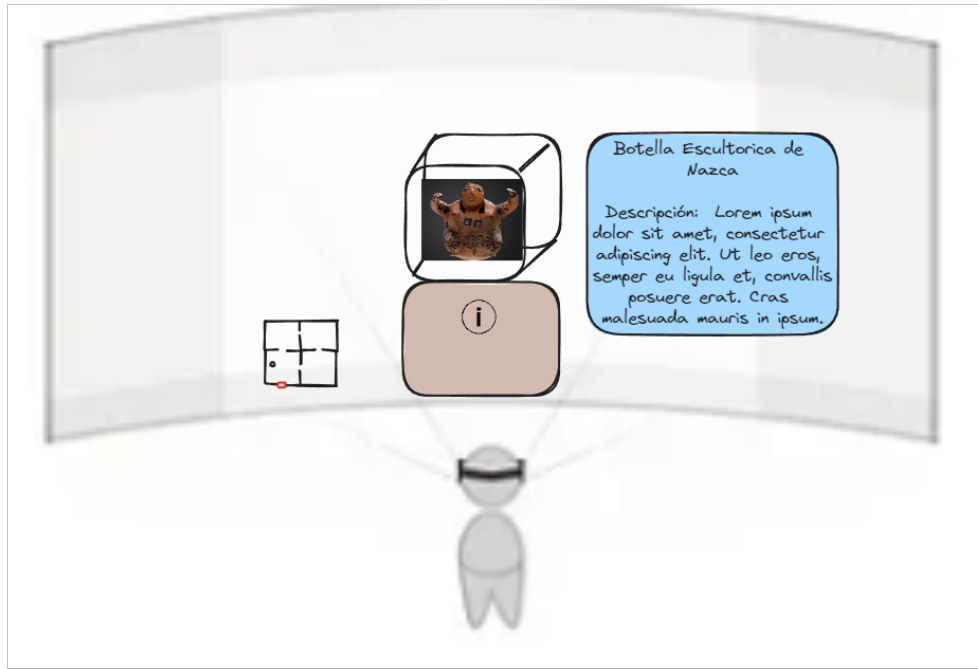 Botella Escultorica de
Nazca
Descripción: Lorem ipsum
dolor sit amet, consectetur
adipiscing elit. Ut leo eros,
semper eu ligula et, convallis
posuere erat. Cras
malesuada mauris in ipsum.
i